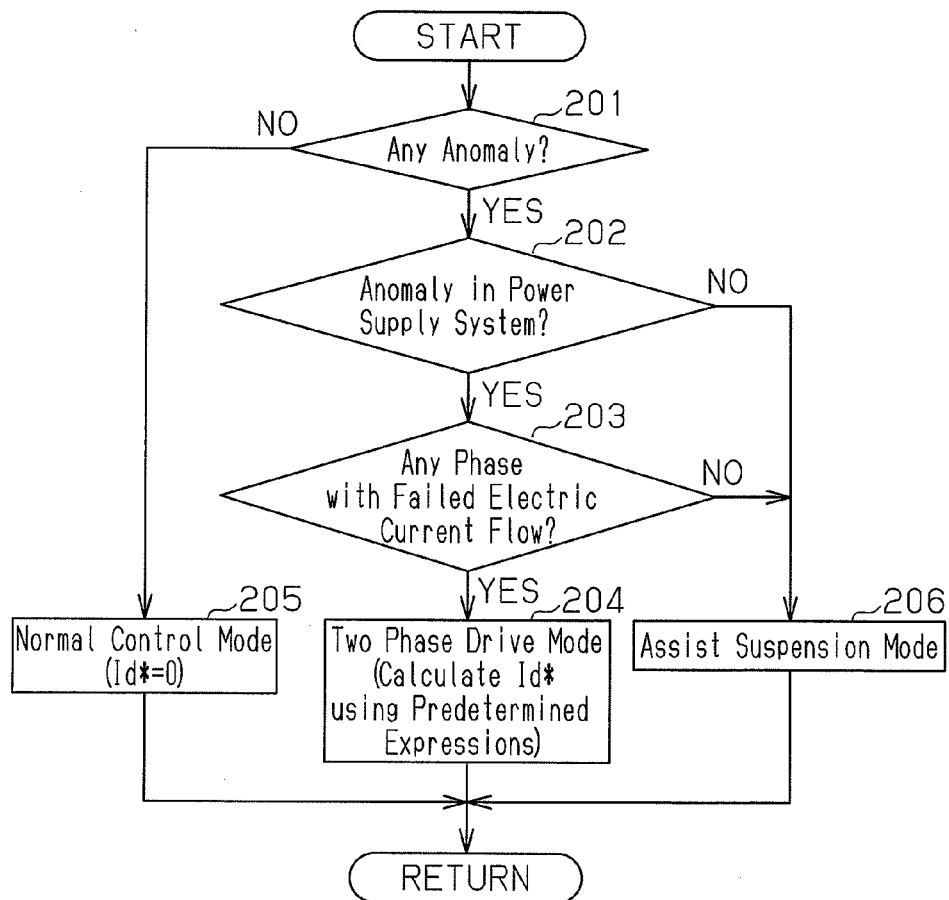 START
201
NO
Any Anomaly?
YES
202
NO
Anomaly in Power
Supply System?
YES
203
NO
Any Phase
with Failed Electric
Current Flow?
YES
205
204
206
Normal Control Mode
(Id*=0)
Two Phase Drive Mode
(Calculate Id*
using Predetermined
Expressions)
Assist Suspension Mode
RETURN